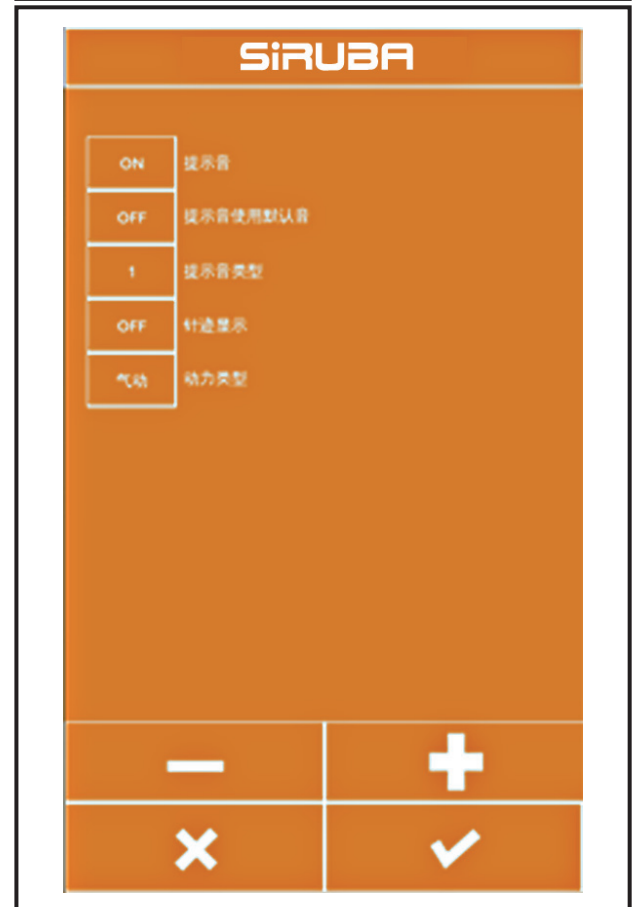 SiRUBA
ON 提示音
OFF 提示音使用默认音
1 提示音类型
OFF 针迹显示
气动 动力类型